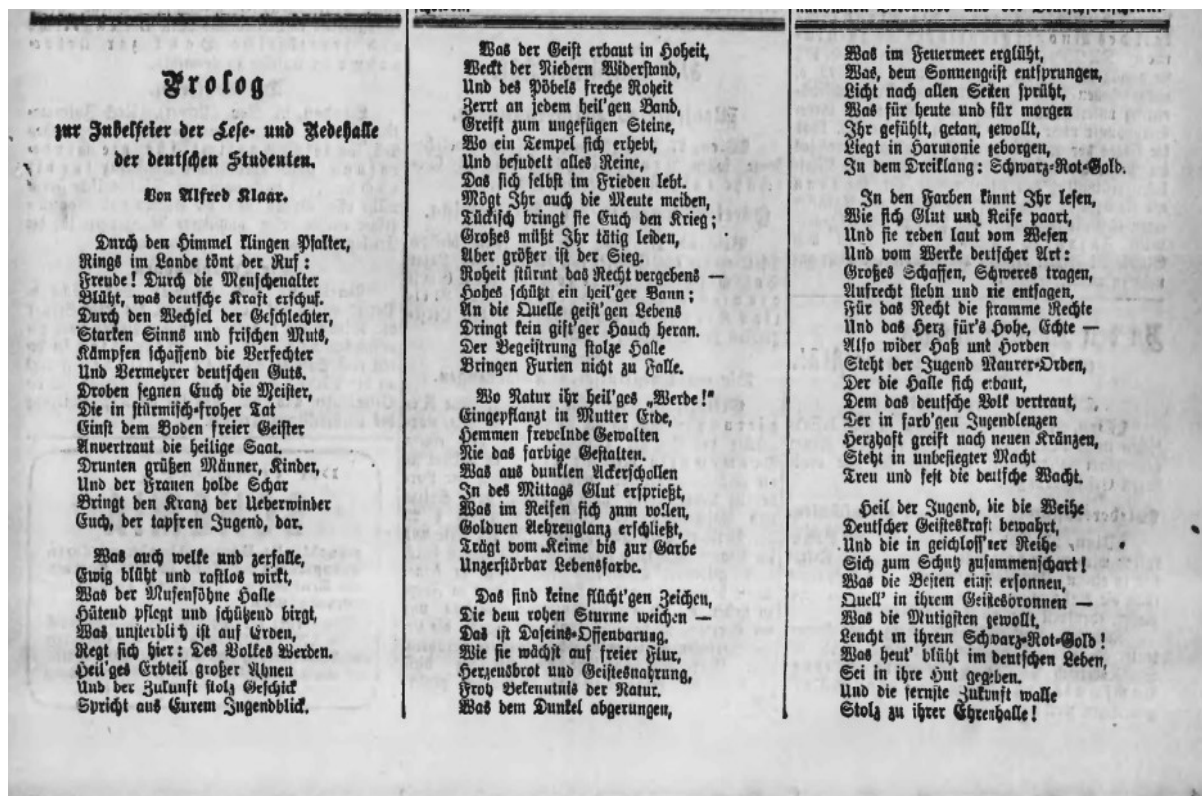 Prolog
zur Jubelfeier der Lese- und Redehalle
der deutschen Studenten.
Von Alfred Klaar.
Durch den Himmel klingen Psalter,
Rings im Lande tönt der Ruf:
Freude! Durch die Menschenalter
Blüht, was deutsche Kraft erschuf.
Durch den Wechsel der Geschlechter,
Starken Sinns und frischen Muts,
Kämpfen schaffend die Verfechter
Und Vermehrer deutschen Guts.
Droben segnen Euch die Meister,
Die in stürmisch-froher Tat
Einst dem Boden freier Geister
Anvertraut die heilige Saat.
Drunten grüßen Männer, Kinder,
Und der Frauen holde Schar
Bringt den Kranz der Ueberwinder
Euch, der tapfren Jugend, dar.
Was auch welke und zerfalle,
Ewig blüht und rastlos wirkt,
Was der Musensöhne Halle
Hütend pflegt und schützend birgt,
Was unsterblich ist auf Erden,
Regt sich hier: Des Volkes Werden.
Heil'ges Erbteil großer Ahnen
Und der Zukunft stolz Geschick
Spricht aus Eurem Jugendblick.
Was der Geist erbaut in Hoheit,
Weckt der Niedern Widerstand,
Und des Pöbels freche Roheit
Zerrt an jedem heil'gen Band,
Greift zum ungefügen Steine,
Wo ein Tempel sich erhebt,
Und besudelt alles Reine,
Das sich selbst im Frieden lebt.
Mögt Ihr auch die Meute meiden,
Tückisch bringt sie Euch den Krieg;
Großes müßt Ihr tätig leiden,
Aber größer ist der Sieg.
Roheit stürmt das Recht vergebens —
Hohes schützt ein heil'ger Bann:
An die Quelle geist'gen Lebens
Dringt kein gift'ger Hauch heran.
Der Begeistrung stolze Halle
Bringen Furien nicht zu Falle.
Wo Natur ihr heil'ges „Werde!"
Eingepflanzt in Mutter Erde,
Hemmen frevelnde Gewalten
Nie das farbige Gestalten.
Was aus dunklen Ackerschollen
In des Mittags Glut ersprießt,
Was im Reifen sich zum vollen,
Goldnen Aehrenglanz erschließt,
Trägt vom Keime bis zur Garbe
Unzerstörbar Lebensfarbe.
Das sind keine flücht'gen Zeichen,
Die dem rohen Sturme weichen —
Das ist Daseins-Offenbarung.
Wie sie wächst auf freier Flur,
Herzensbrot und Geistesnahrung,
Froh Bekenntnis der Natur.
Was dem Dunkel abgerungen,
Was im Feuermeer erglüht,
Was, dem Sonnengeist entsprungen,
Licht nach allen Seiten sprüht,
Was für heute und für morgen
Ihr gefühlt, getan, gewollt,
Liegt in Harmonie geborgen,
In dem Dreiklang: Schwarz-Rot-Gold.
In den Farben könnt Ihr lesen,
Wie sich Glut und Reife paart,
Und sie reden laut vom Wesen
Und vom Werke deutscher Art:
Großes Schaffen, Schweres tragen,
Aufrecht stehn und nie entsagen,
Für das Recht die stramme Rechte
Und das Herz für's Hohe, Echte —
Also wider Haß und Horden
Steht der Jugend Maurer-Orden,
Der die Halle sich erbaut,
Dem das deutsche Volk vertraut,
Der in farb'gen Jugendlenzen
Herzhaft greift nach neuen Kränzen,
Steht in unbesiegter Macht
Treu und fest die deutsche Wacht.
Heil der Jugend, die die Weihe
Deutscher Geisteskraft bewahrt,
Und die in geschloss'ner Reihe
Sich zum Schutz zusammenschart!
Was die Besten einst ersonnen,
Quell' in ihrem Geistesbronnen —
Was die Mutigsten gewollt,
Leucht in ihrem Schwarz-Rot-Gold!
Was heut' blüht im deutschen Leben,
Sei in ihre Hut gegeben.
Und die fernste Zukunft walle
Stolz zu ihrer Ehrenhalle!